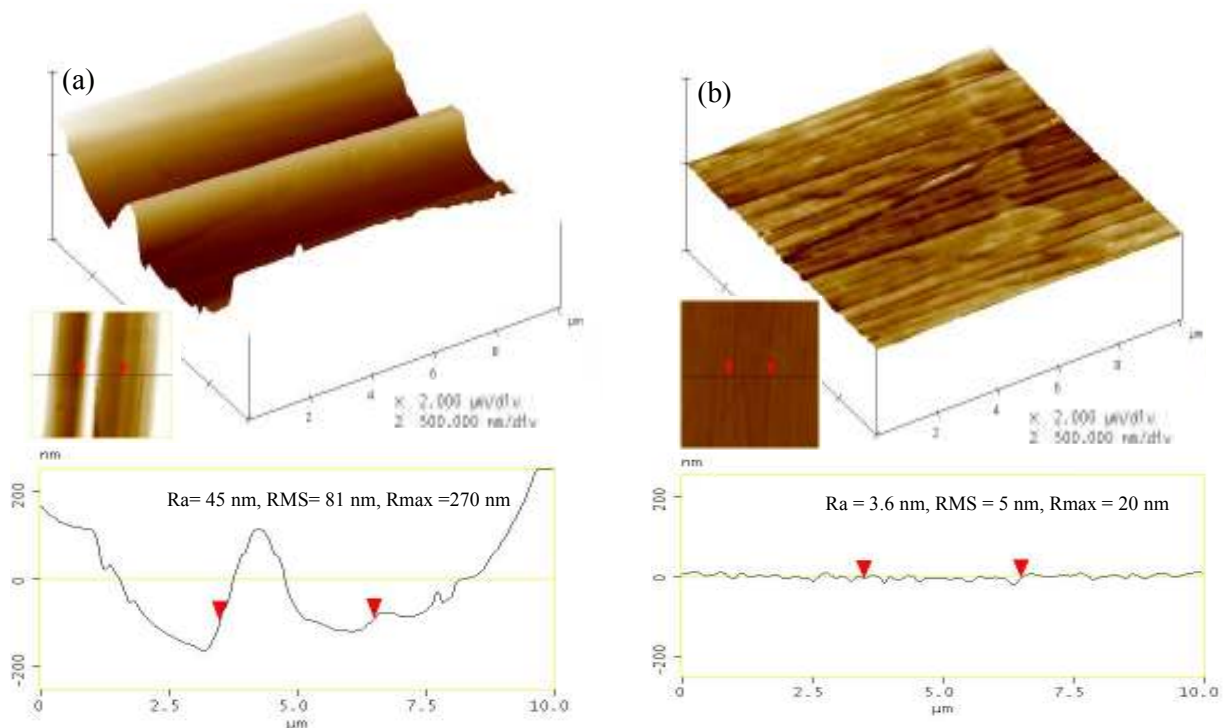 (a)
μm
8
6
4
2
X 2.000 μm/div
Z 500.000 nm/div
nm
200
0
-200
Ra= 45 nm, RMS= 81 nm, Rmax =270 nm
0
2.5
5.0
7.5
10.0
μm
(b)
μm
8
6
4
2
X 2.000 μm/div
Z 500.000 nm/div
nm
200
0
-200
Ra = 3.6 nm, RMS = 5 nm, Rmax = 20 nm
0
2.5
5.0
7.5
10.0
μm